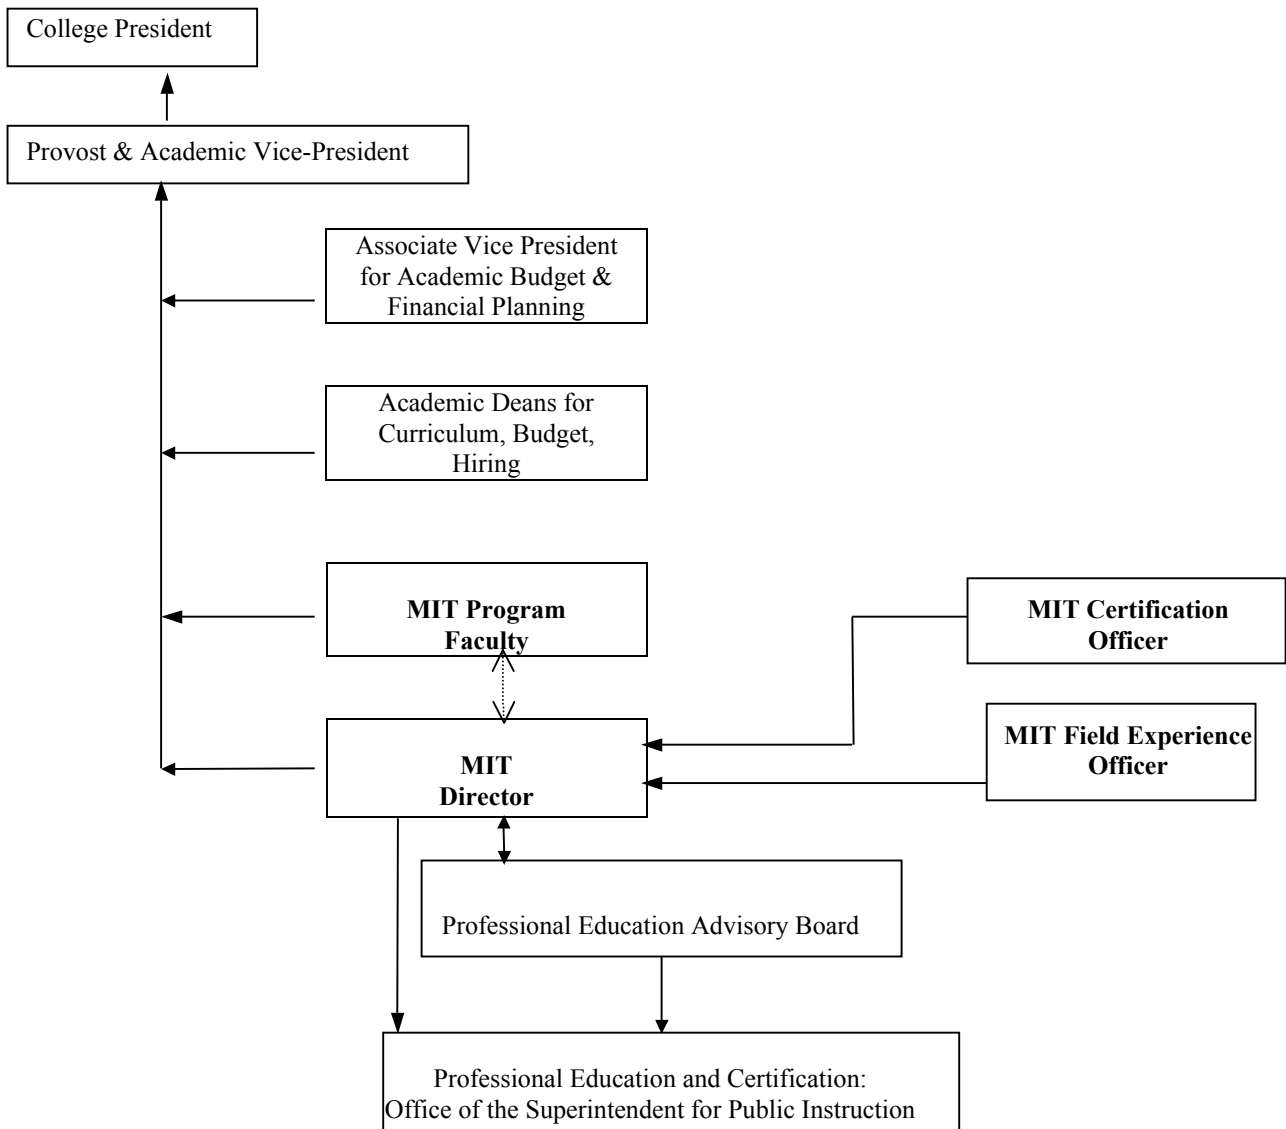 College President
Provost & Academic Vice-President
Associate Vice President
for Academic Budget &
Financial Planning
Academic Deans for
Curriculum, Budget,
Hiring
MIT Program
Faculty
MIT Certification
Officer
MIT Field Experience
Officer
MIT
Director
Professional Education Advisory Board
Professional Education and Certification:
Office of the Superintendent for Public Instruction